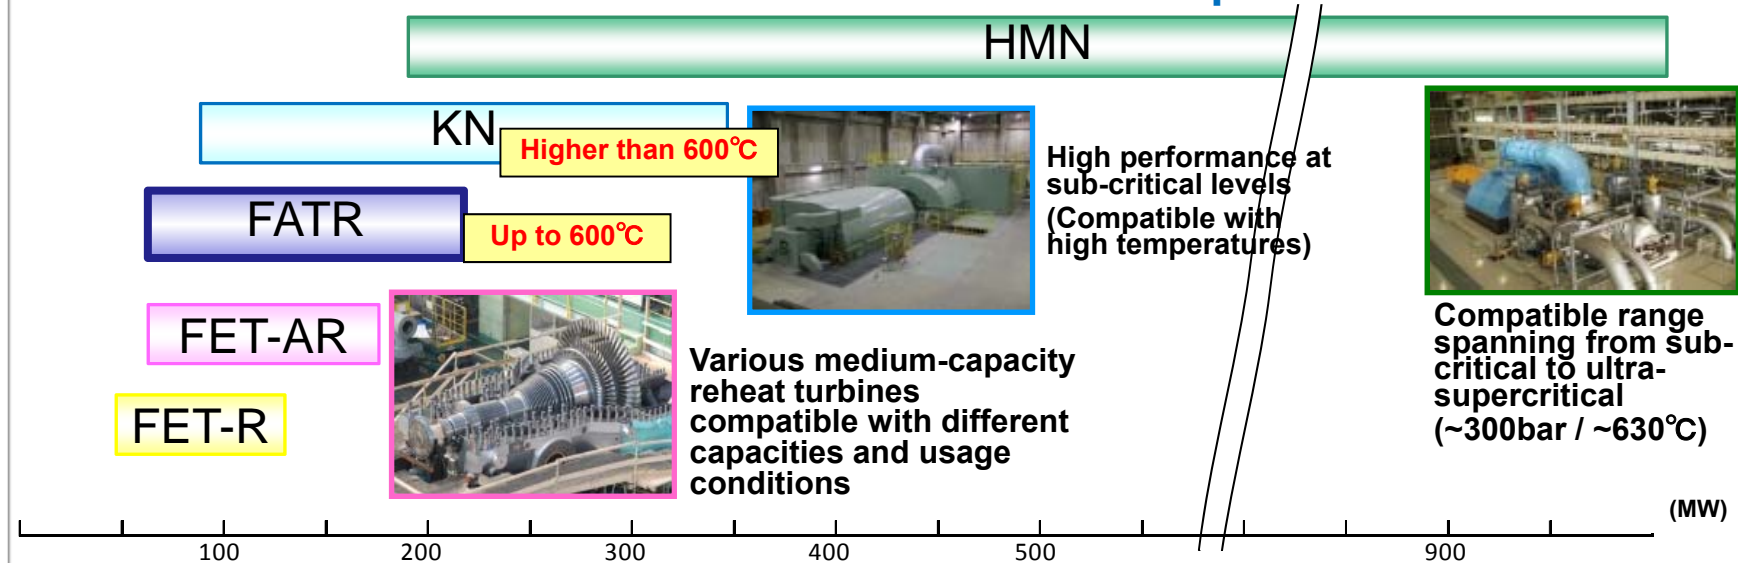 HMN
KN
Higher than 600℃
FATR
Up to 600℃
High performance at
sub-critical levels
(Compatible with
high temperatures)
FET-AR
FET-R
Various medium-capacity
reheat turbines
compatible with different
capacities and usage
conditions
Compatible range
spanning from sub-
critical to ultra-
supercritical
(~300bar / ~630℃)
(MW)
100 200 300 400 500 900